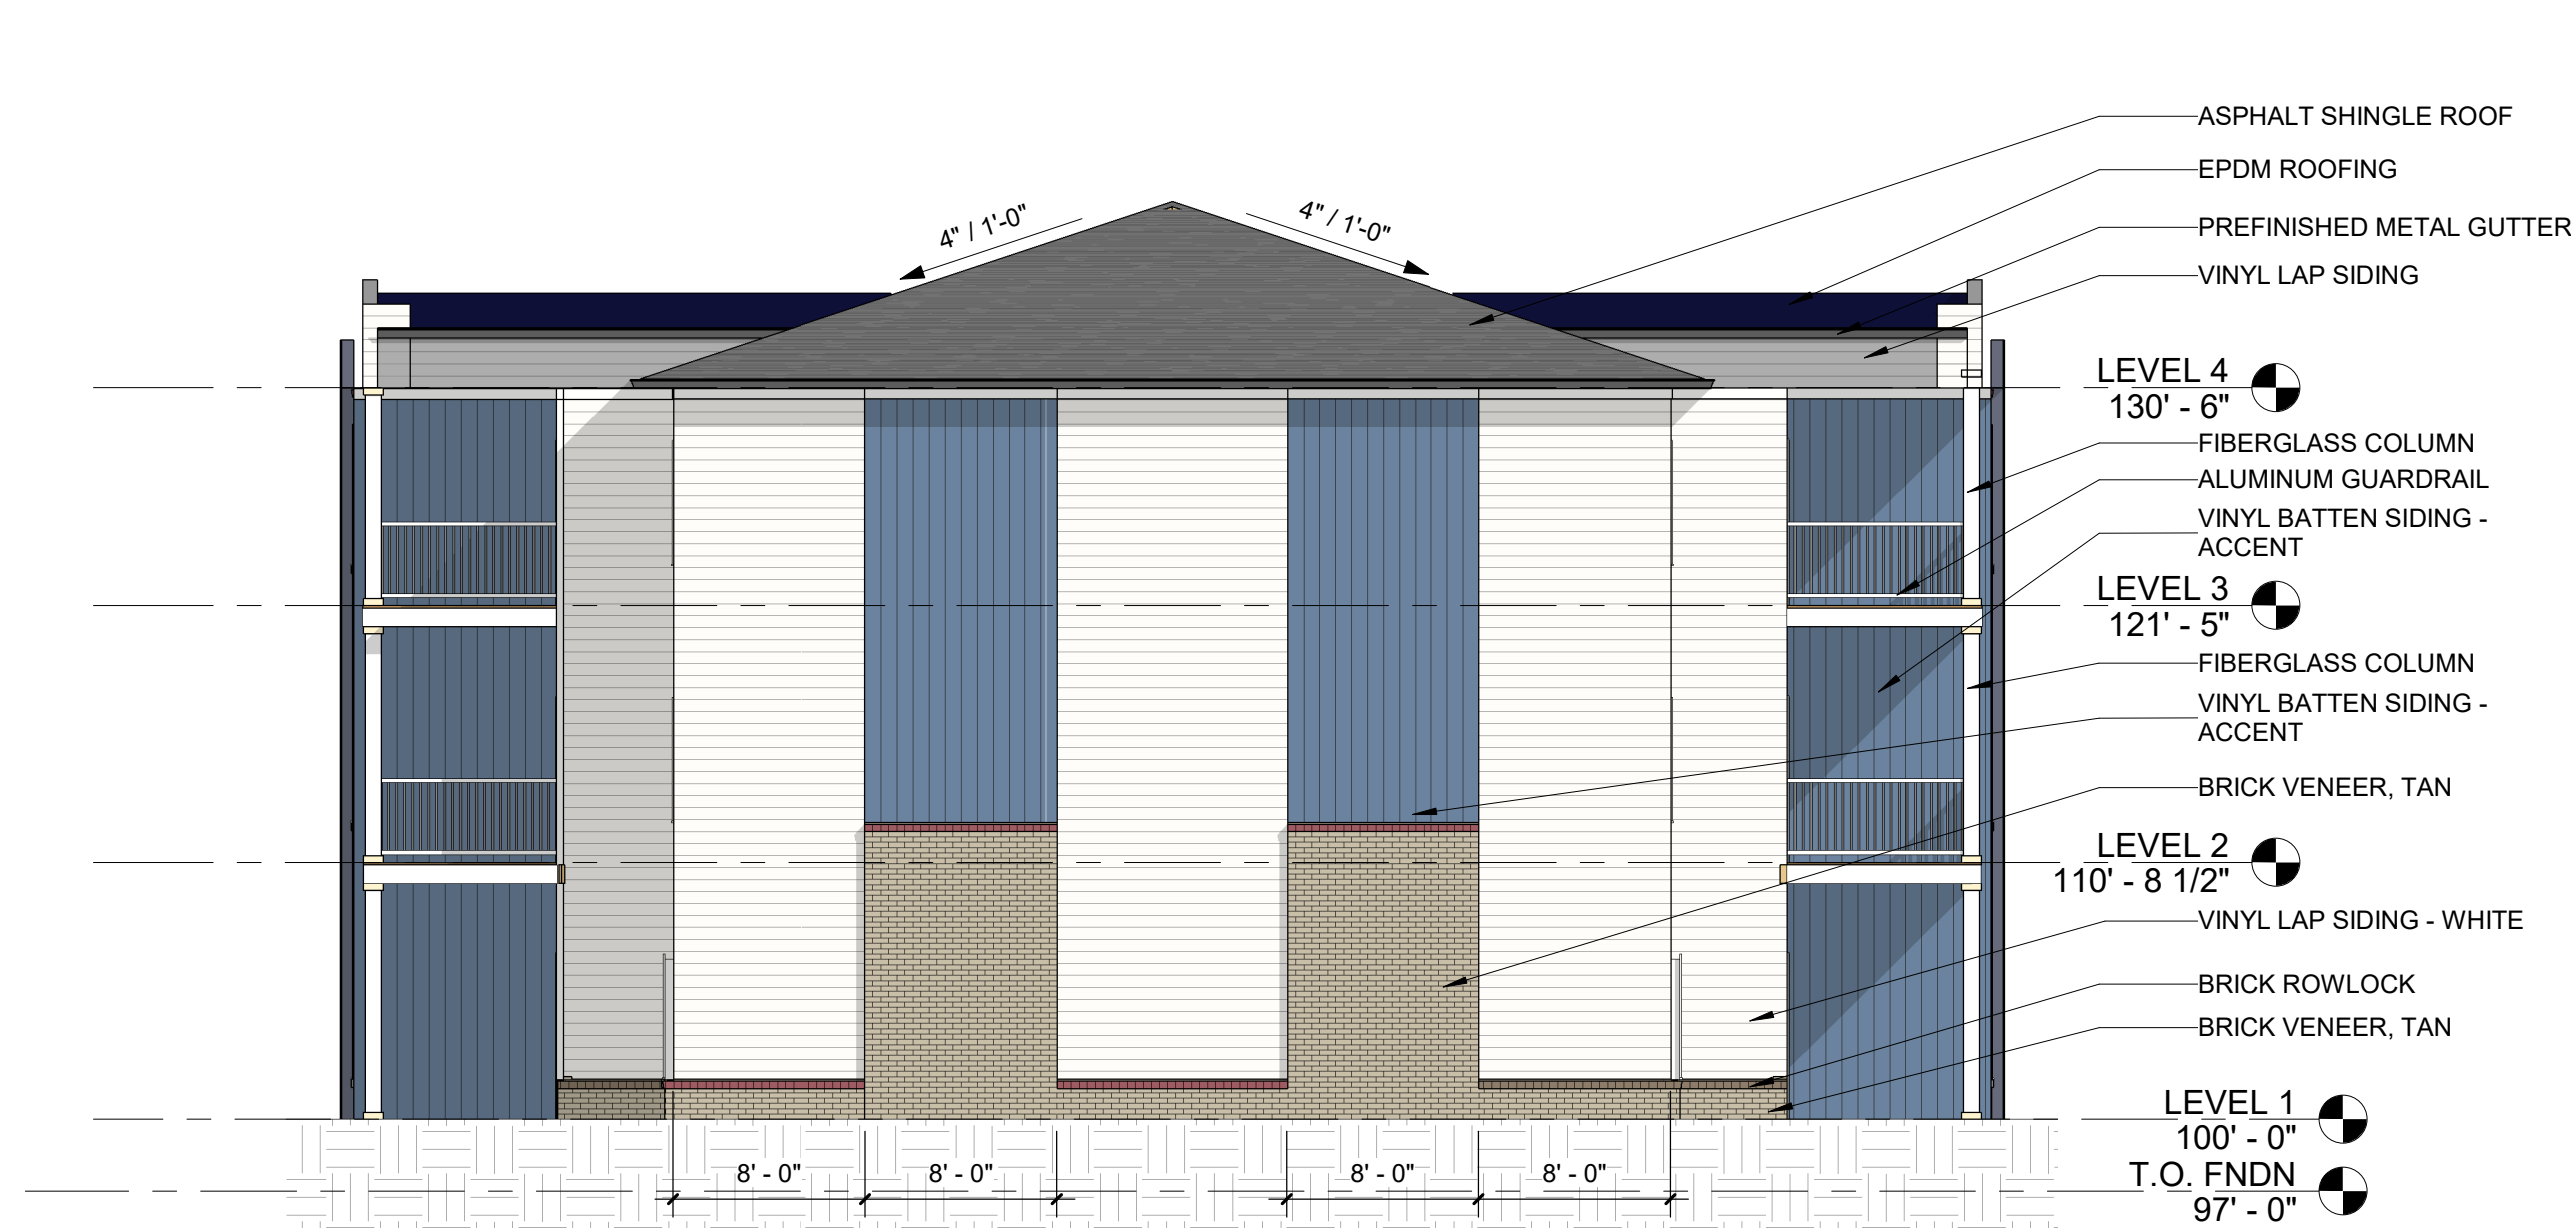 4" / 1'-0"
4" / 1'-0"
ASPHALT SHINGLE ROOF
EPDM ROOFING
PREFINISHED METAL GUTTER
VINYL LAP SIDING
LEVEL 4
130' - 6"
FIBERGLASS COLUMN
ALUMINUM GUARDRAIL
VINYL BATTEN SIDING -
ACCENT
LEVEL 3
121' - 5"
FIBERGLASS COLUMN
VINYL BATTEN SIDING -
ACCENT
BRICK VENEER, TAN
LEVEL 2
110' - 8 1/2"
VINYL LAP SIDING - WHITE
BRICK ROWLOCK
BRICK VENEER, TAN
LEVEL 1
100' - 0"
8' - 0"
8' - 0"
8' - 0"
8' - 0"
T.O. FNDN
97' - 0"